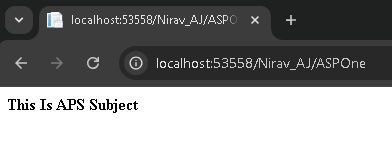 localhost:53558/Nirav_AJ/ASPO
localhost:53558/Nirav_AJ/ASPOne
This Is APS Subject